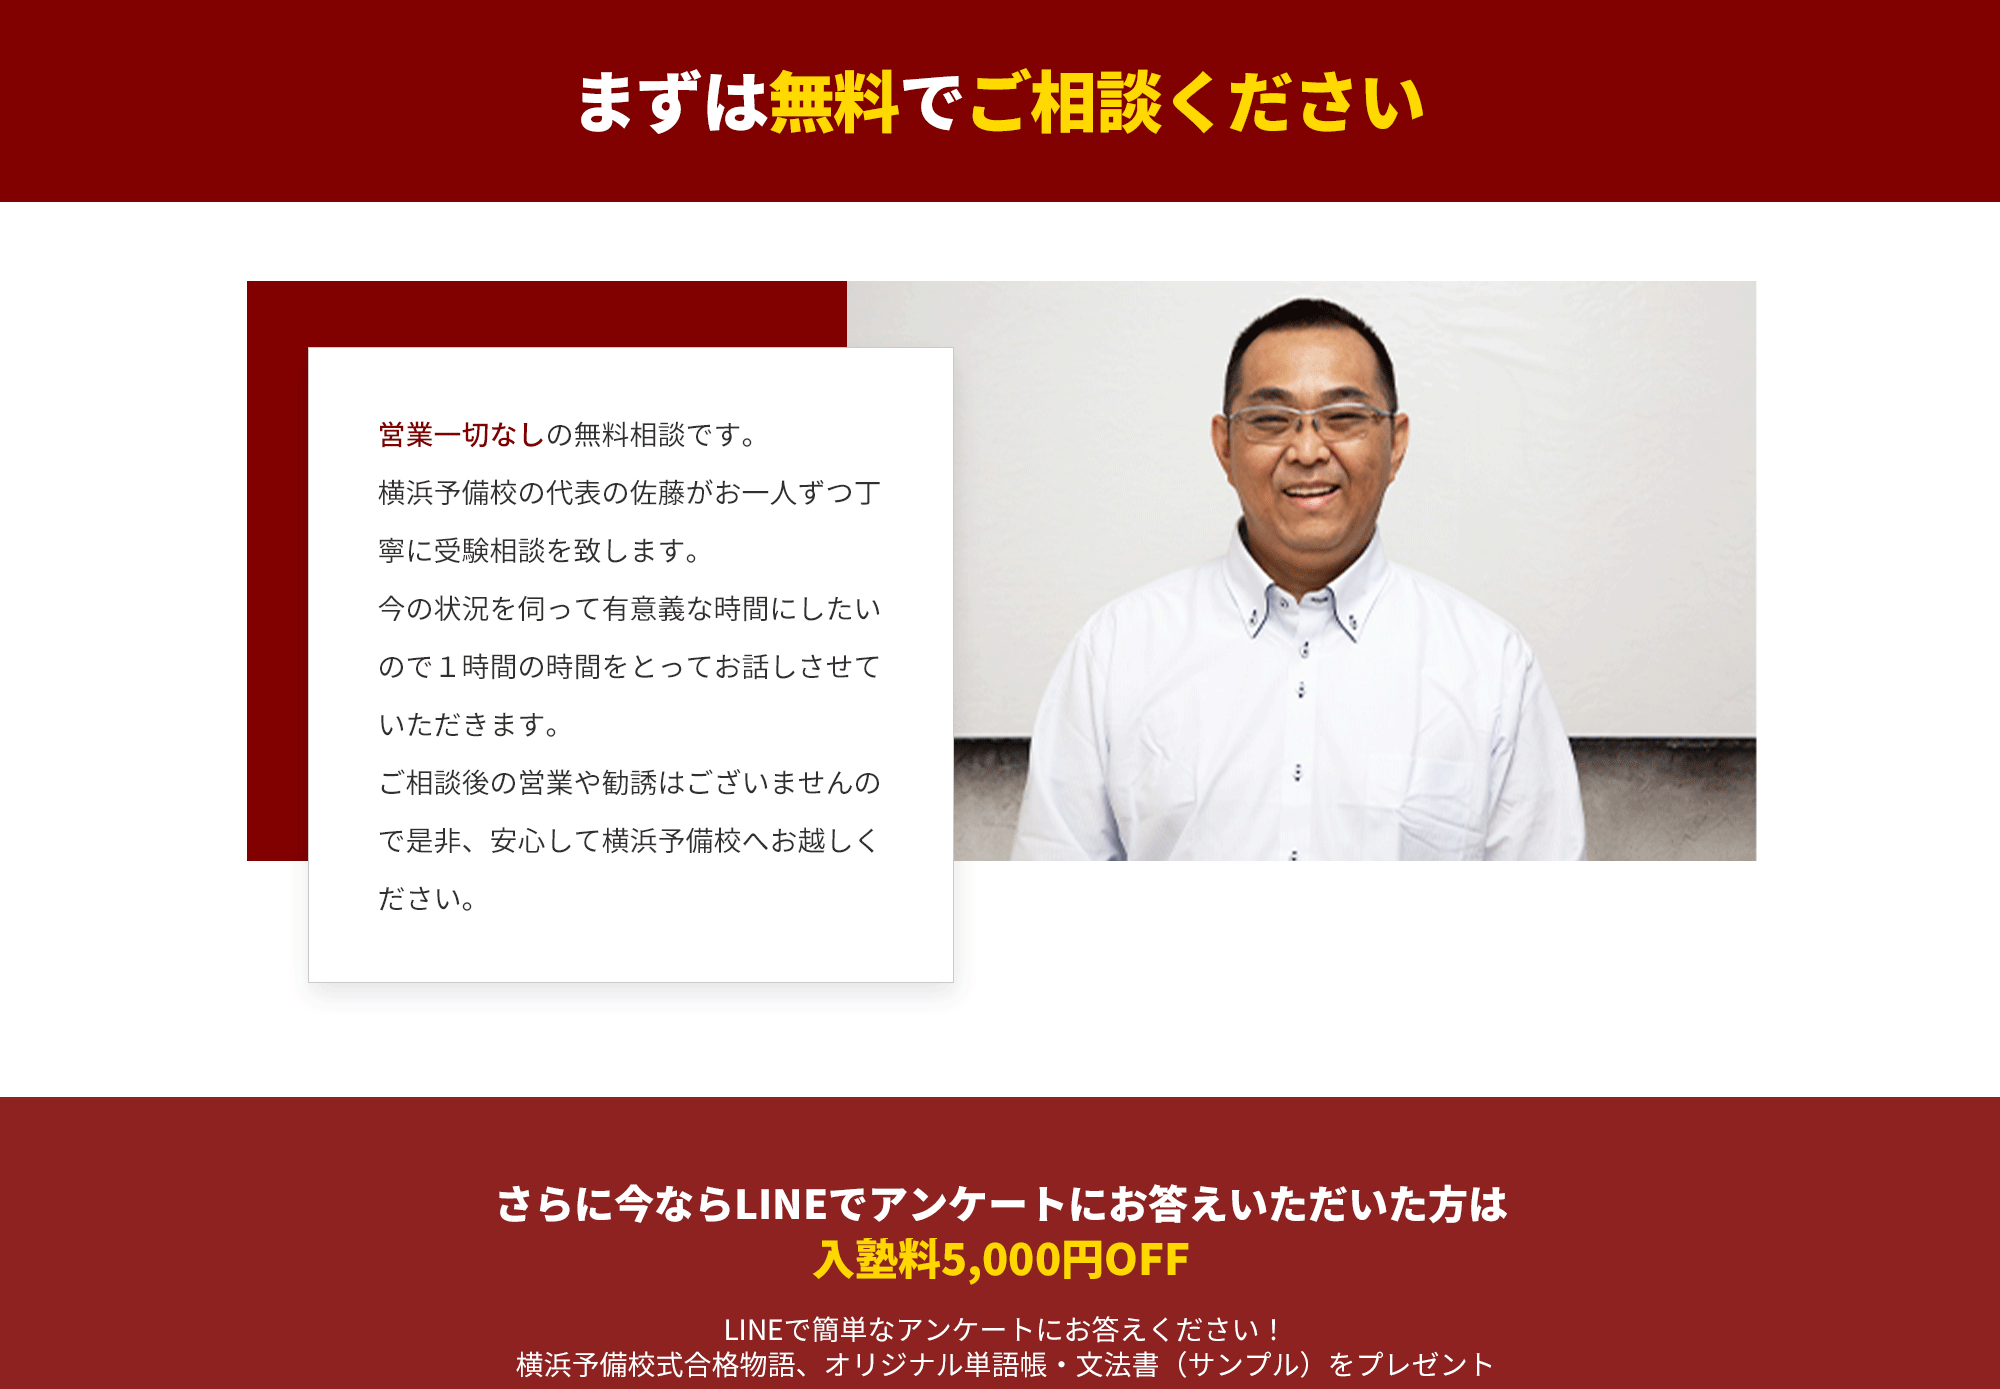 まずは無料でご相談ください
営業一切なしの無料相談です。
横浜予備校の代表の佐藤がお一人ずつ丁
寧に受験相談を致します。
今の状況を伺って有意義な時間にしたい
ので１時間の時間をとってお話しさせて
いただきます。
ご相談後の営業や勧誘はございませんの
で是非、安心して横浜予備校へお越しく
ださい。
さらに今ならLINEでアンケートにお答えいただいた方は
入塾料5,000円OFF
LINEで簡単なアンケートにお答えください！
横浜予備校式合格物語、オリジナル単語帳・文法書（サンプル）をプレゼント